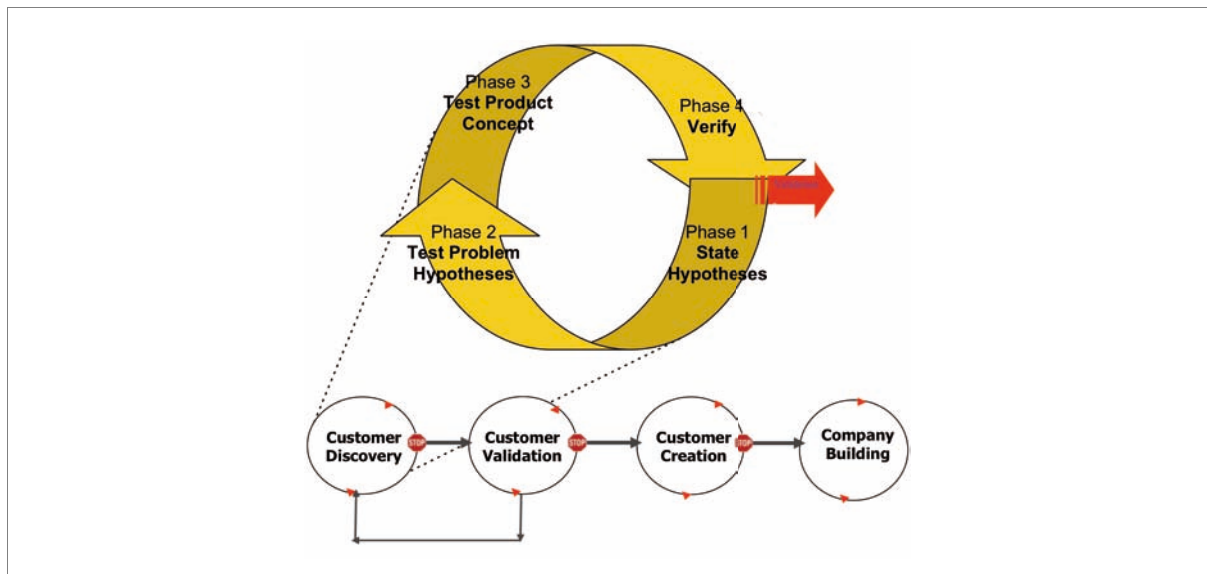 Phase 3
Test Product
Concept
Phase 4
Verify
Phase 2
Test Problem
Hypotheses
Phase 1
State
Hypotheses
Customer
Discovery
STOP
Customer
Validation
STOP
Customer
Creation
STOP
Company
Building